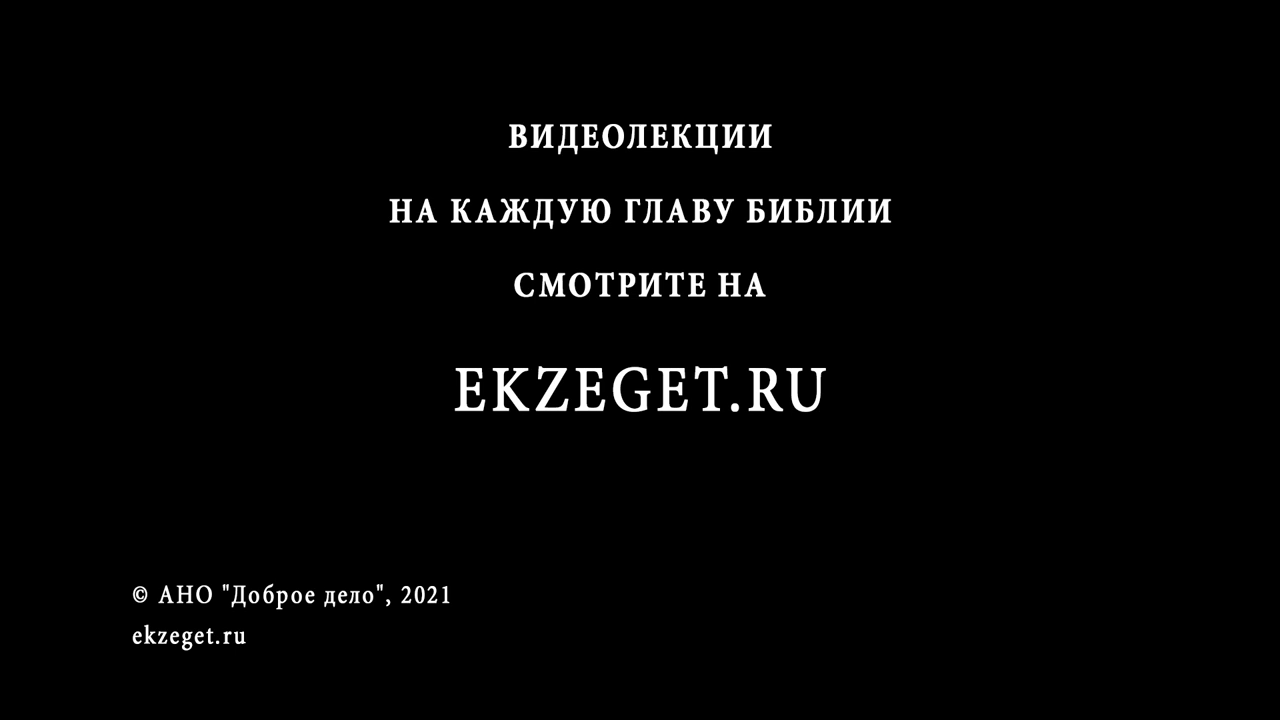 ВИДЕОЛЕКЦИИ
НА КАЖДУЮ ГЛАВУ БИБЛИИ
СМОТРИТЕ НА
EKZEGET.RU
© АНО "Доброе дело", 2021
ekzeget.ru